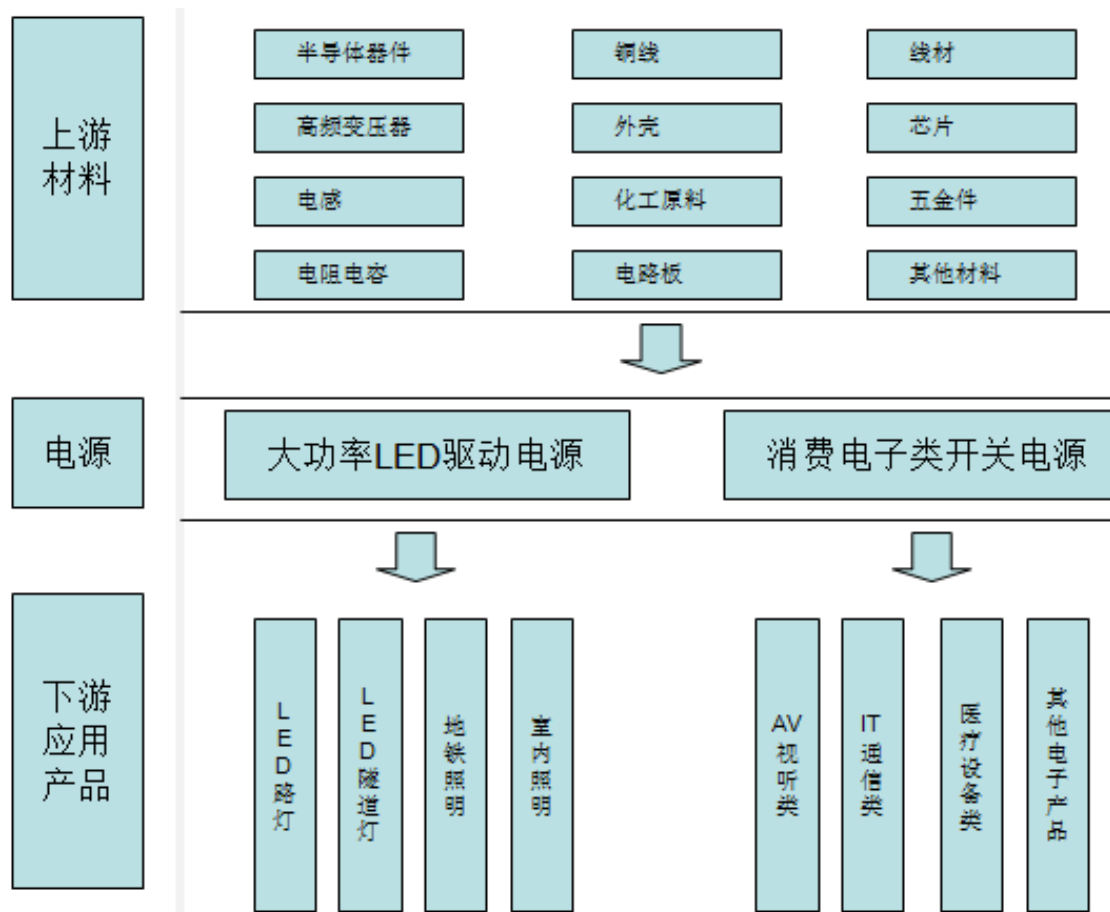 上游
材料
半导体器件
铜线
线材
高频变压器
外壳
芯片
电感
化工原料
五金件
电阻电容
电路板
其他材料
电源
大功率LED驱动电源
消费电子类开关电源
下游
应用
产品
LED路灯
LED隧道灯
地铁照明
室内照明
AV视听类
IT通信类
医疗设备类
其他电子产品